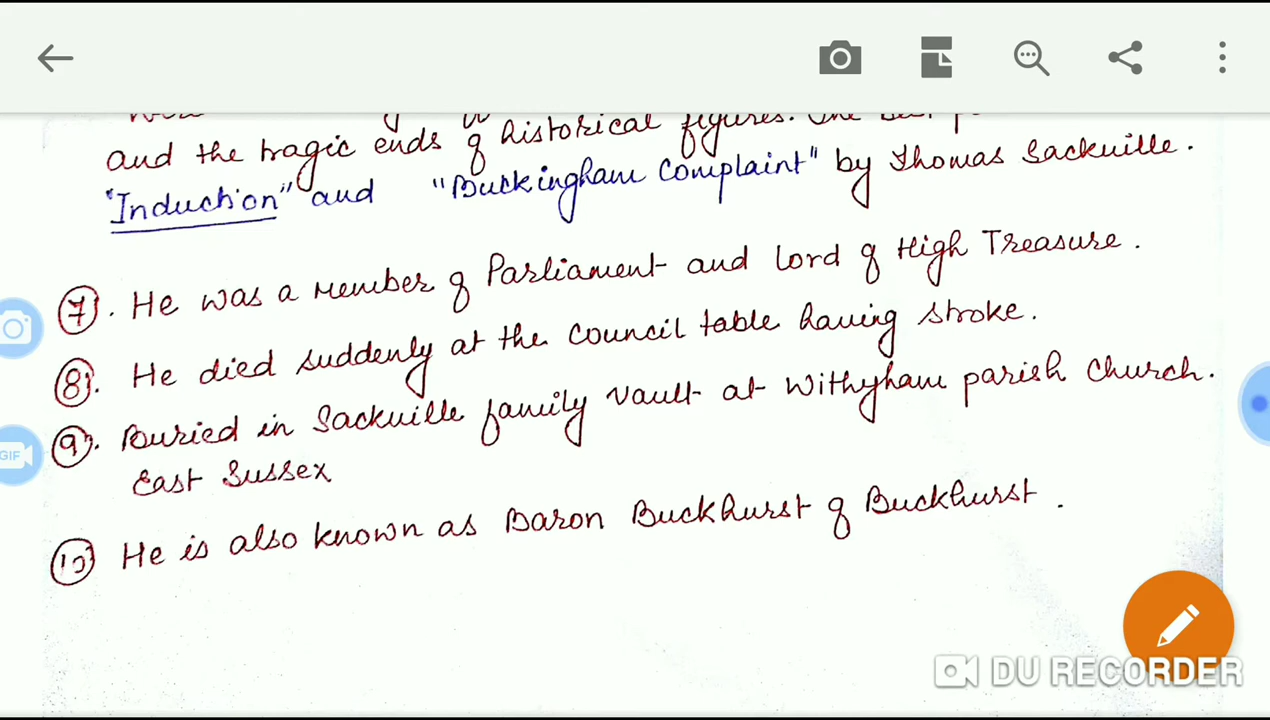 and the tragic ends of historical figures. The
"Induction" and "Buckingham Complaint" by Thomas Sackville.
7. He was a member of Parliament and Lord of High Treasure.
8. He died suddenly at the council table having stroke.
9. Buried in Sackville family vault at Withyham parish church.
East Sussex
10. He is also known as Baron Buckhurst of Buckhurst.
GIF
DU RECORDER